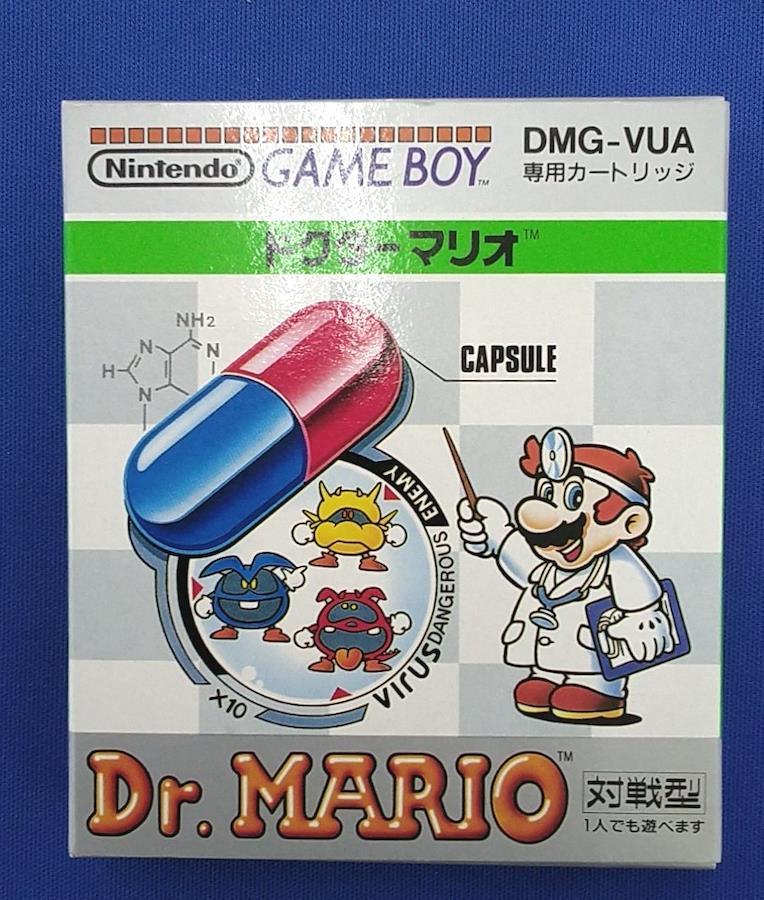 Nintendo® GAME BOY™
DMG-VUA
専用カートリッジ
ドクターマリオ™
NH2
N
N
H
N
CAPSULE
ENEMY
DANGEROUS
VIRUS
X10
Dr. MARIO™
対戦型
1人でも遊べます